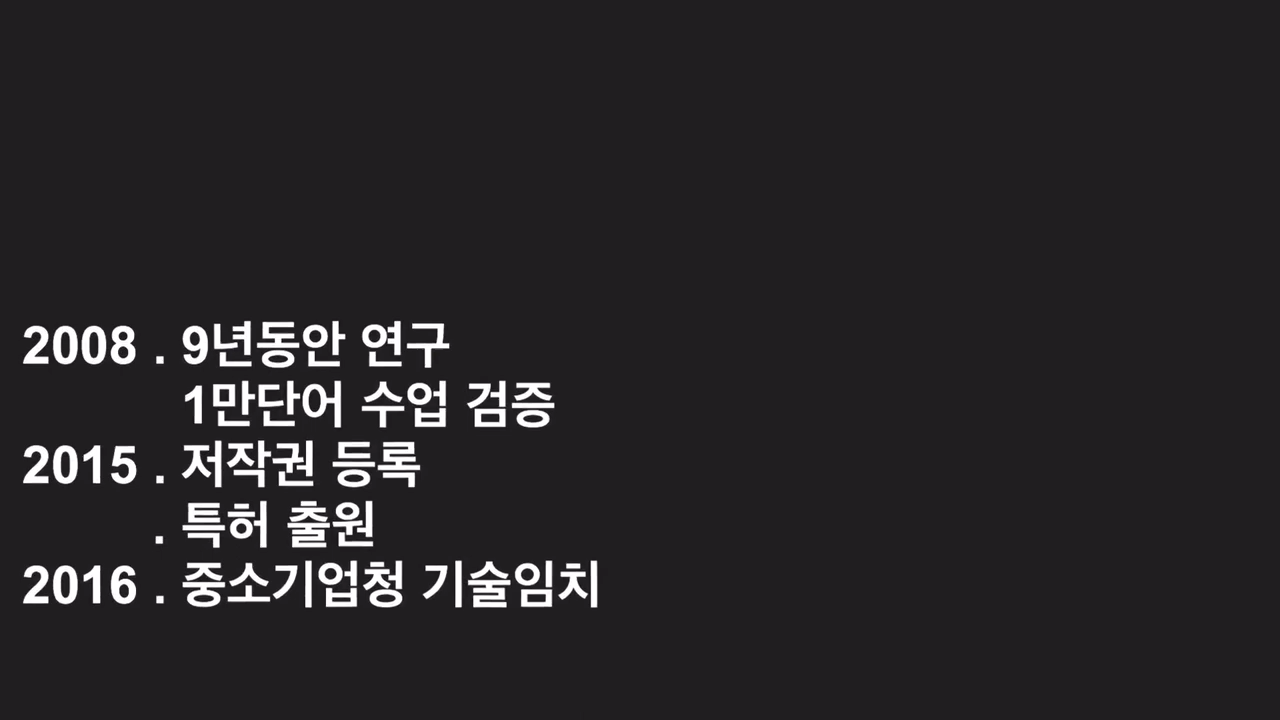 2008 . 9년동안 연구
1만단어 수업 검증
2015 . 저작권 등록
. 특허 출원
2016 . 중소기업청 기술임치